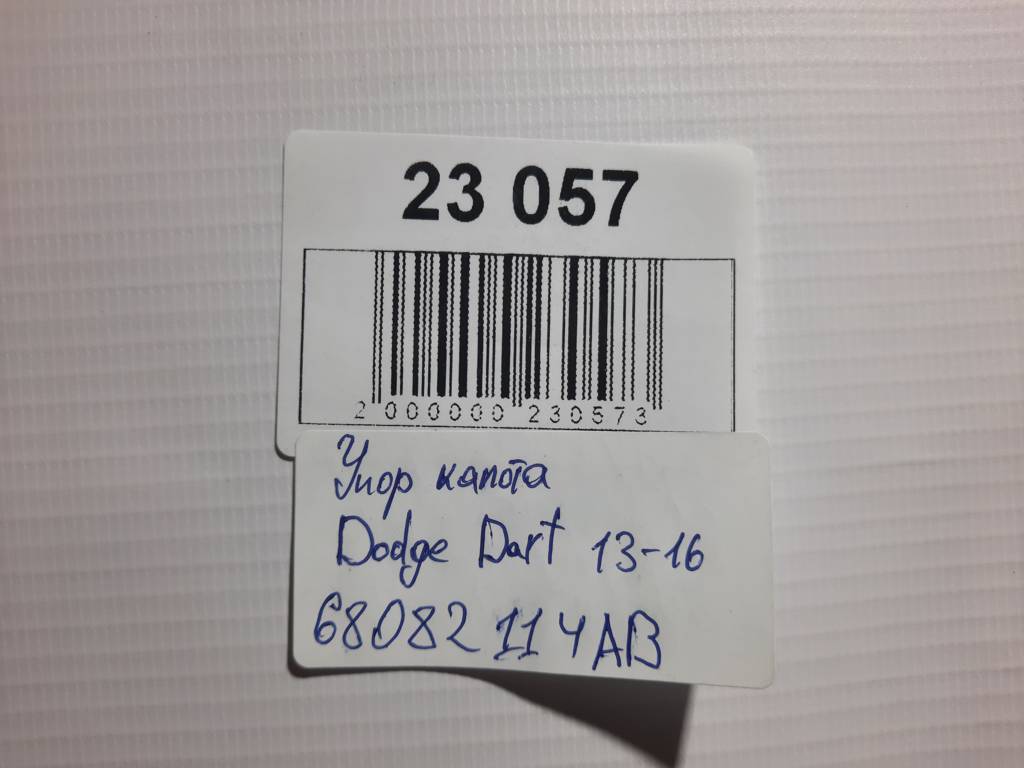 23 057
2 000000 230573
Упор капота
Dodge Dart 13-16
68082114AB